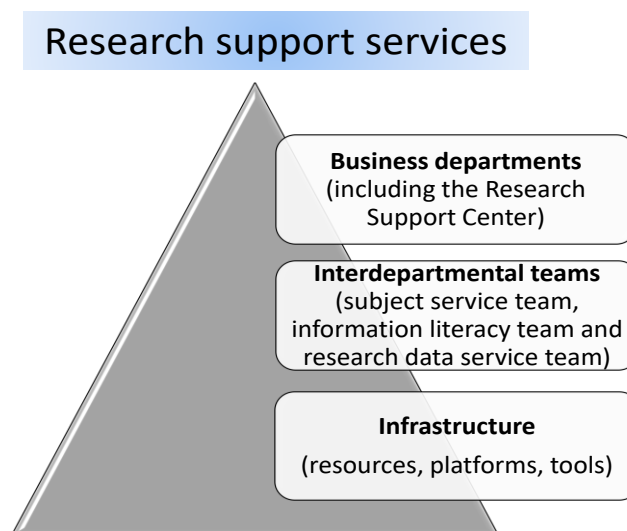 Research support services
Business departments
(including the Research
Support Center)
Interdepartmental teams
(subject service team,
information literacy team and
research data service team)
Infrastructure
(resources, platforms, tools)